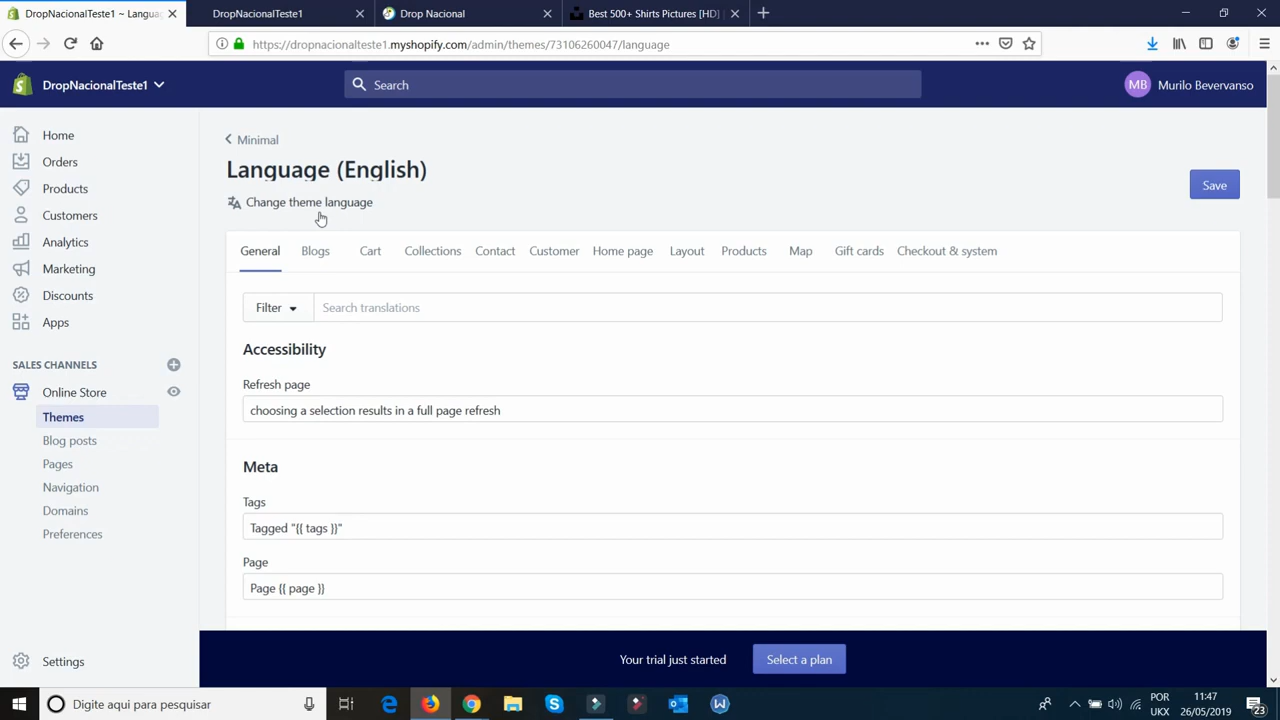 DropNacionalTeste1 ~ Langua
DropNacionalTeste1
Drop Nacional
Best 500+ Shirts Pictures [HD]
https://dropnacionalteste1.myshopify.com/admin/themes/73106260047/language
DropNacionalTeste1
Search
MB
Murilo Bevervanso
Home
Orders
Products
Customers
Analytics
Marketing
Discounts
Apps
SALES CHANNELS
Online Store
Themes
Blog posts
Pages
Navigation
Domains
Preferences
Settings
Minimal
Language (English)
Change theme language
Save
General
Blogs
Cart
Collections
Contact
Customer
Home page
Layout
Products
Map
Gift cards
Checkout & system
Filter
Search translations
Accessibility
Refresh page
choosing a selection results in a full page refresh
Meta
Tags
Tagged "{{ tags }}"
Page
Page {{ page }}
Your trial just started
Select a plan
Digite aqui para pesquisar
POR
UKX
11:47
26/05/2019
23